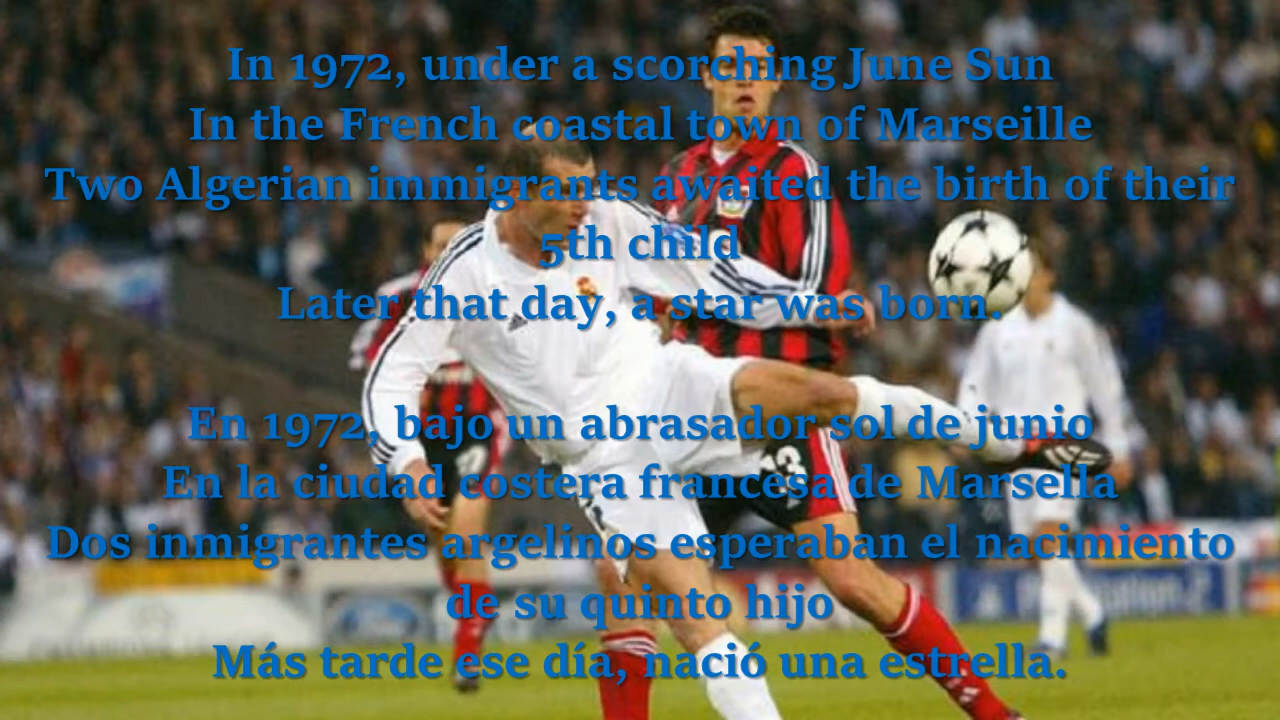 In 1972, under a scorching June Sun
In the French coastal town of Marseille
Two Algerian immigrants awaited the birth of their
5th child
Later that day, a star was born.
En 1972, bajo un abrasador sol de junio
En la ciudad costera francesa de Marsella
Dos inmigrantes argelinos esperaban el nacimiento
de su quinto hijo
Más tarde ese día, nació una estrella.